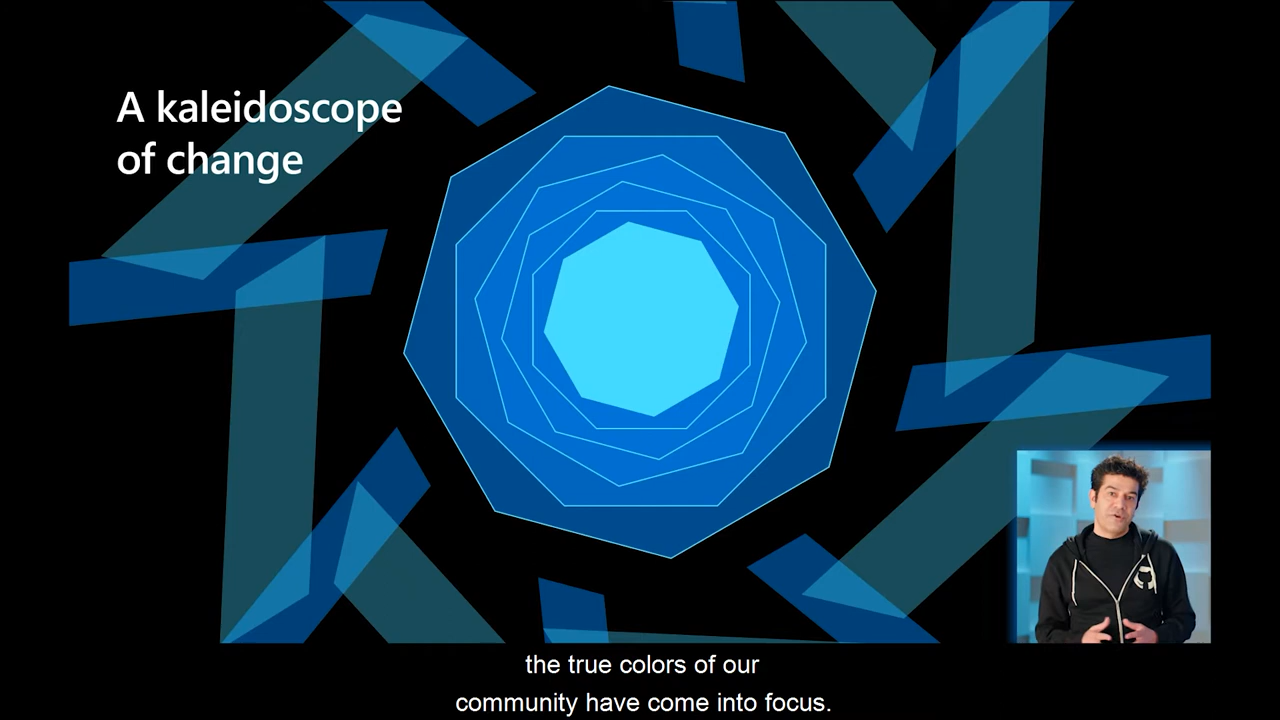 A kaleidoscope
of change
the true colors of our
community have come into focus.